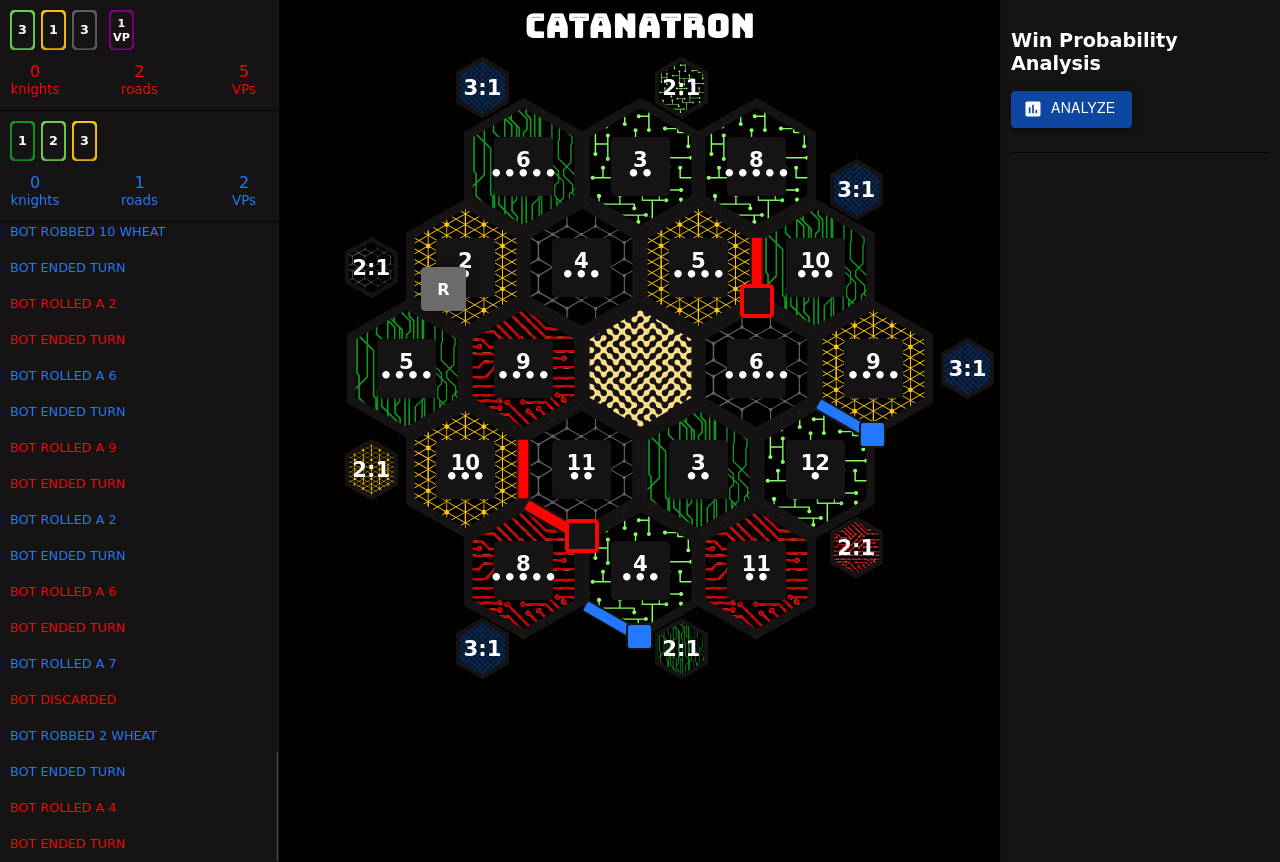 3 1 3 1 VP
0 2 5
knights roads VPs
1 2 3
0 1 2
knights roads VPs
BOT ROBBED 10 WHEAT
BOT ENDED TURN
BOT ROLLED A 2
BOT ENDED TURN
BOT ROLLED A 6
BOT ENDED TURN
BOT ROLLED A 9
BOT ENDED TURN
BOT ROLLED A 2
BOT ENDED TURN
BOT ROLLED A 6
BOT ENDED TURN
BOT ROLLED A 7
BOT DISCARDED
BOT ROBBED 2 WHEAT
BOT ENDED TURN
BOT ROLLED A 4
BOT ENDED TURN
CATANATRON
3:1 2:1
6 3 8
3:1
2:1 2 4 5 10
R
5 9 6 9 3:1
2:1 10 11 3 12
8 4 11 2:1
3:1 2:1
Win Probability
Analysis
ANALYZE